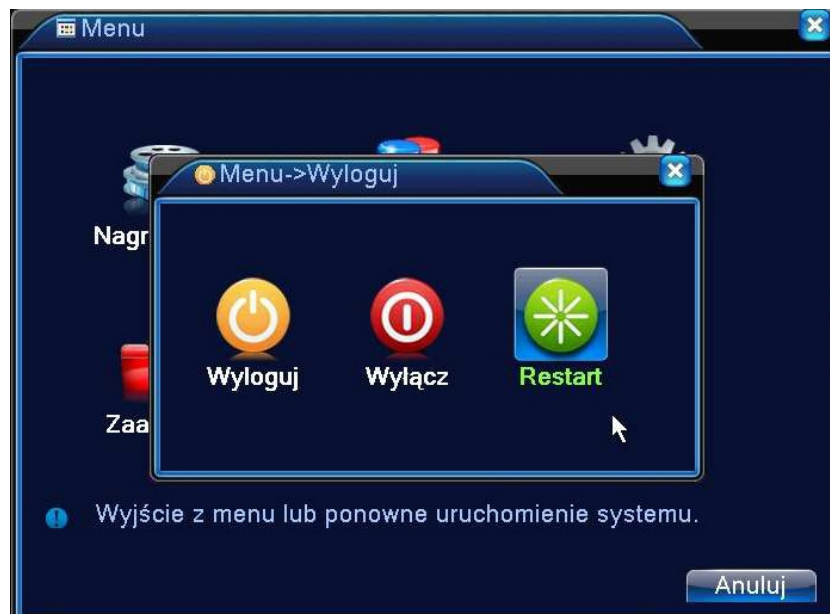 Menu
Menu->Wyloguj
Nagr
Wyloguj Wyłącz Restart
Zaa
Wyjście z menu lub ponowne uruchomienie systemu.
Anuluj